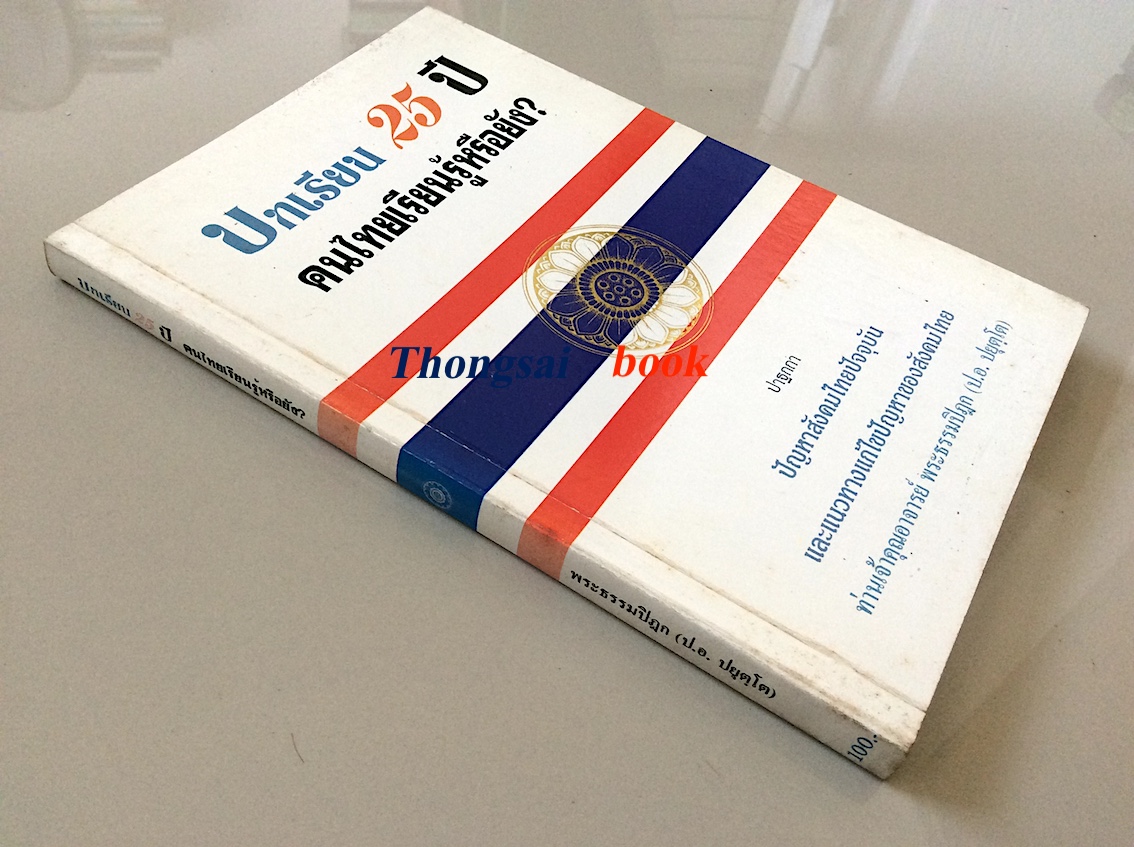 บทเรียน 25 ปี
คนไทยเรียนรู้หรือยัง?
ปาฐกถา
ปัญหาสังคมไทยปัจจุบัน
และแนวทางแก้ไขปัญหาของสังคมไทย
ท่านเจ้าคุณอาจารย์ พระธรรมปิฎก (ป.อ. ปยุตฺโต)
บทเรียน 25 ปี คนไทยเรียนรู้หรือยัง?
พระธรรมปิฎก (ป.อ. ปยุตฺโต)
100.-
Thongsai book